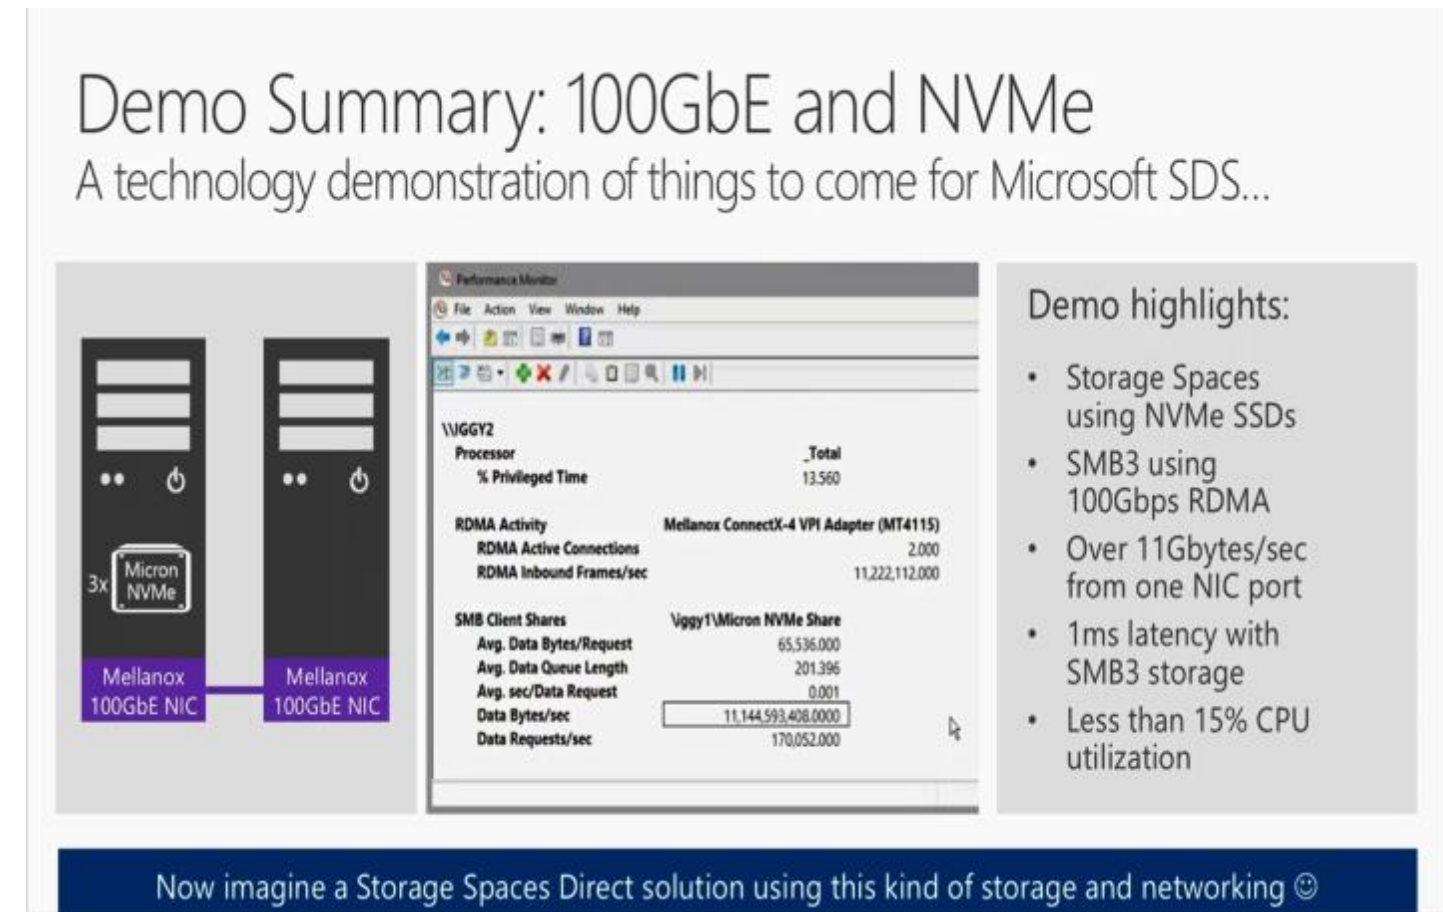 Demo Summary: 100GbE and NVMe
A technology demonstration of things to come for Microsoft SDS...
3x
Micron
NVMe
Mellanox
100GbE NIC
Mellanox
100GbE NIC
Performance Monitor
File Action View Window Help
\\IGGY2
Processor _Total
% Privileged Time 13.560
RDMA Activity Mellanox ConnectX-4 VPI Adapter (MT4115)
RDMA Active Connections 2.000
RDMA Inbound Frames/sec 11,222,112.000
SMB Client Shares \iggy1\Micron NVMe Share
Avg. Data Bytes/Request 65,536.000
Avg. Data Queue Length 201.396
Avg. sec/Data Request 0.001
Data Bytes/sec 11,144,593,408.0000
Data Requests/sec 170,052.000
Demo highlights:
• Storage Spaces
using NVMe SSDs
• SMB3 using
100Gbps RDMA
• Over 11Gbytes/sec
from one NIC port
• 1ms latency with
SMB3 storage
• Less than 15% CPU
utilization
Now imagine a Storage Spaces Direct solution using this kind of storage and networking ☺